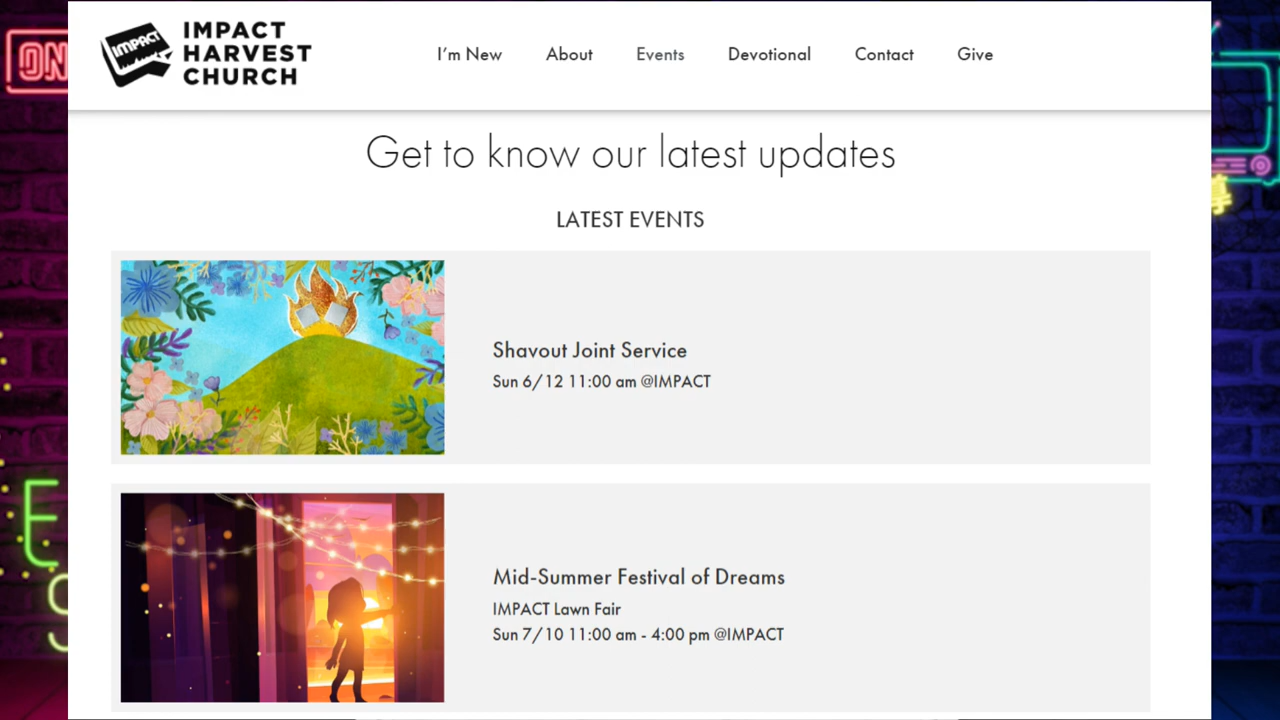 IMPACT
IMPACT
HARVEST
CHURCH
I'm New
About
Events
Devotional
Contact
Give
ON
Get to know our latest updates
LATEST EVENTS
Shavout Joint Service
Sun 6/12 11:00 am @IMPACT
Mid-Summer Festival of Dreams
IMPACT Lawn Fair
Sun 7/10 11:00 am - 4:00 pm @IMPACT